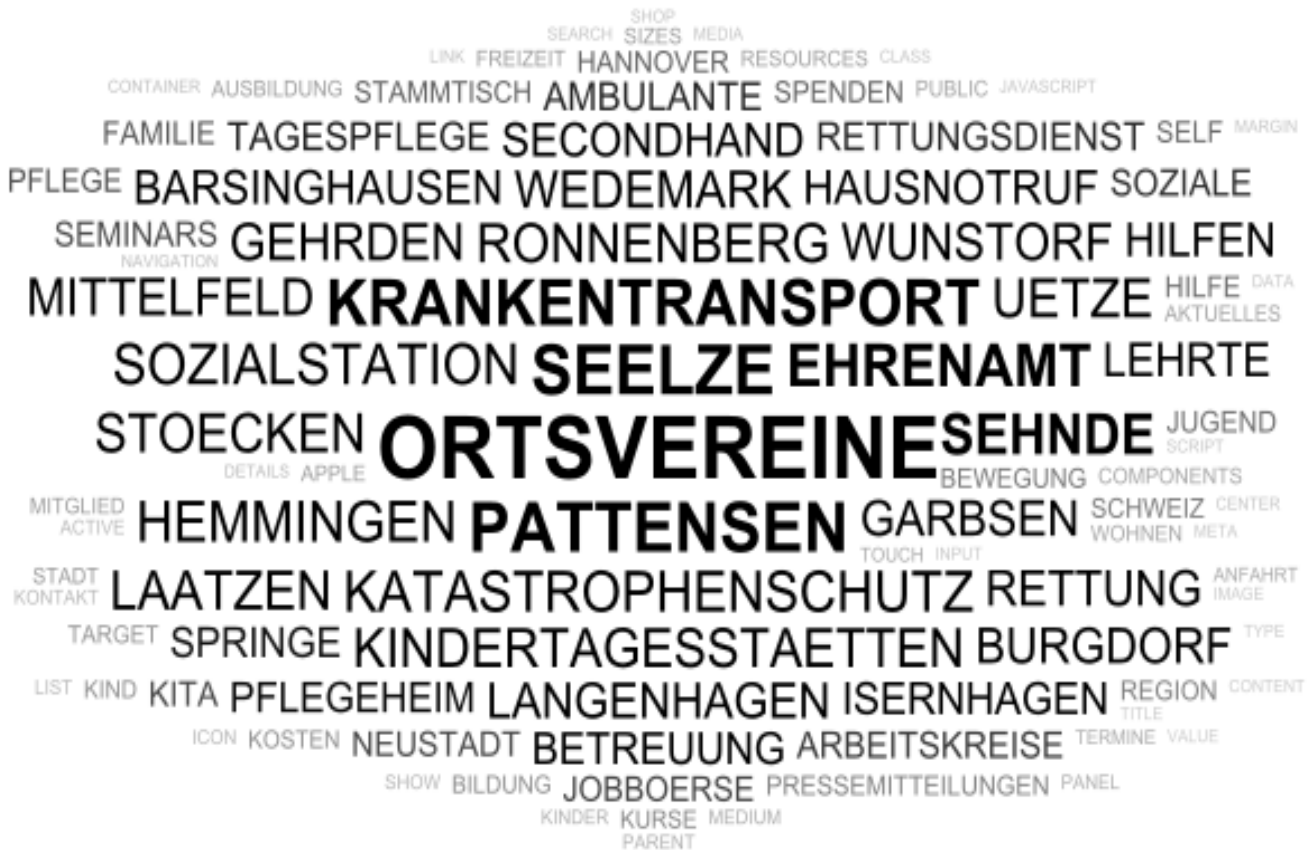 SHOP
SEARCH SIZES MEDIA
LINK FREIZEIT HANNOVER RESOURCES CLASS
CONTAINER AUSBILDUNG STAMMTISCH AMBULANTE SPENDEN PUBLIC JAVASCRIPT
FAMILIE TAGESPFLEGE SECONDHAND RETTUNGSDIENST SELF MARGIN
PFLEGE BARSINGHAUSEN WEDEMARK HAUSNOTRUF SOZIALE
SEMINARS GEHRDEN RONNENBERG WUNSTORF HILFEN
NAVIGATION
MITTELFELD KRANKENTRANSPORT UETZE HILFE DATA
AKTUELLES
SOZIALSTATION SEELZE EHRENAMT LEHRTE
STOECKEN ORTSVEREINE SEHNDE JUGEND
SCRIPT
DETAILS APPLE BEWEGUNG COMPONENTS
MITGLIED HEMMINGEN PATTENSEN GARBSEN SCHWEIZ CENTER
ACTIVE WOHNEN META
TOUCH INPUT
STADT LAATZEN KATASTROPHENSCHUTZ RETTUNG ANFAHRT
KONTAKT IMAGE
TARGET SPRINGE KINDERTAGESSTAETTEN BURGDORF TYPE
LIST KIND KITA PFLEGEHEIM LANGENHAGEN ISERNHAGEN REGION CONTENT
TITLE
ICON KOSTEN NEUSTADT BETREUUNG ARBEITSKREISE TERMINE VALUE
SHOW BILDUNG JOBBOERSE PRESSEMITTEILUNGEN PANEL
KINDER KURSE MEDIUM
PARENT